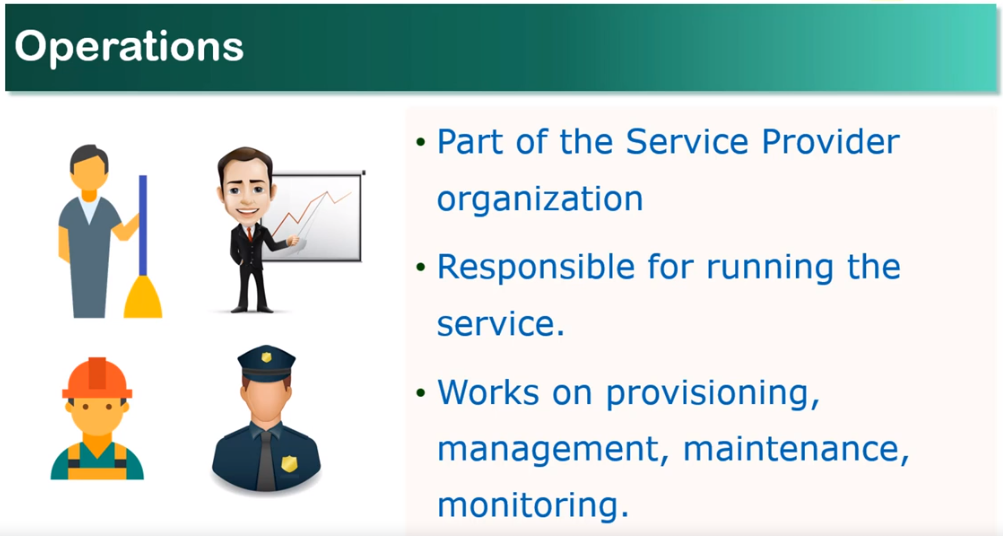 Operations
• Part of the Service Provider
organization
• Responsible for running the
service.
• Works on provisioning,
management, maintenance,
monitoring.